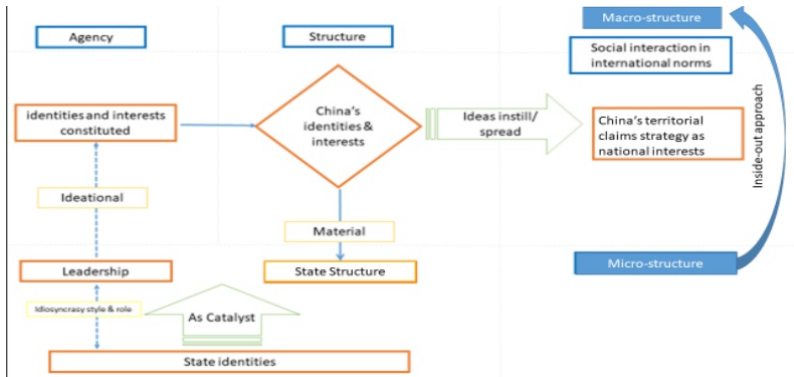 Agency
Structure
Macro-structure
Social interaction in
international norms
identities and interests
constituted
China's
identities &
interests
Ideas instill/
spread
China's territorial
claims strategy as
national interests
Inside-out approach
Ideational
Material
Leadership
State Structure
Micro-structure
Idiosyncrasy style & role
As Catalyst
State identities